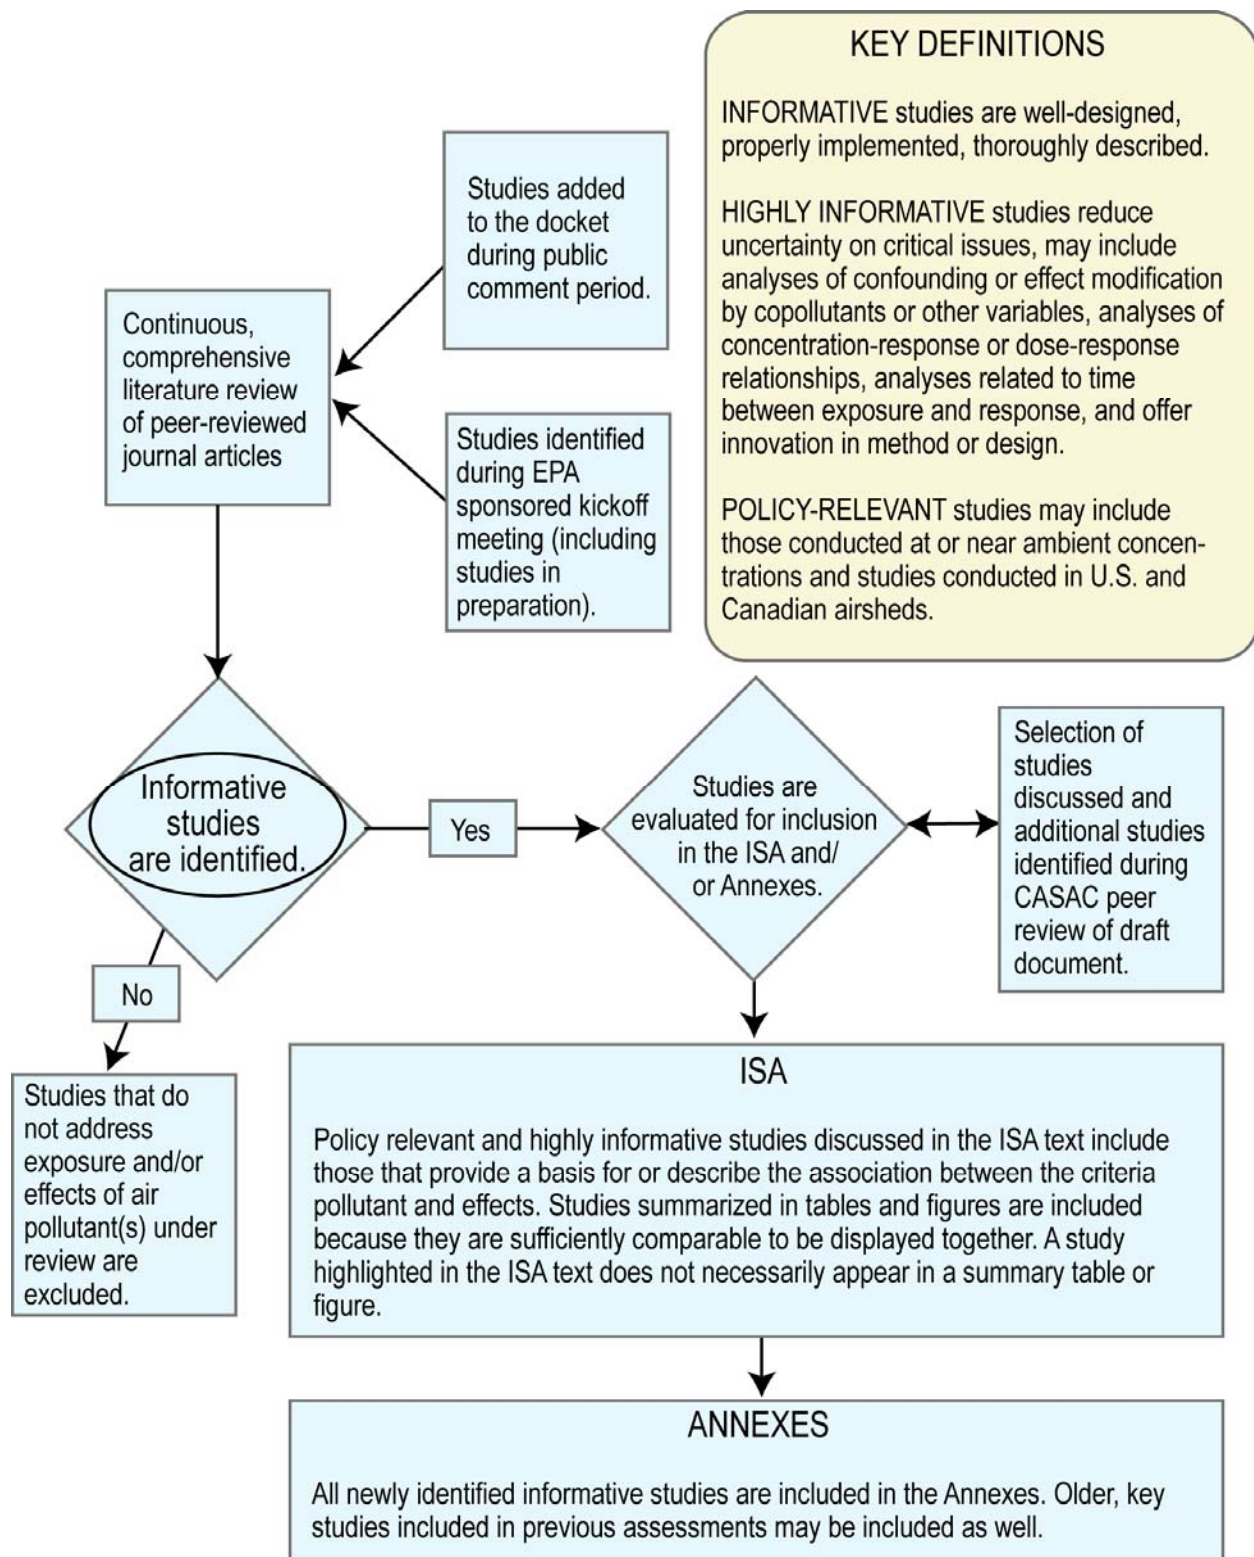 KEY DEFINITIONS
INFORMATIVE studies are well-designed,
properly implemented, thoroughly described.
HIGHLY INFORMATIVE studies reduce
uncertainty on critical issues, may include
analyses of confounding or effect modification
by copollutants or other variables, analyses of
concentration-response or dose-response
relationships, analyses related to time
between exposure and response, and offer
innovation in method or design.
POLICY-RELEVANT studies may include
those conducted at or near ambient concen-
trations and studies conducted in U.S. and
Canadian airsheds.
Studies added
to the docket
during public
comment period.
Continuous,
comprehensive
literature review
of peer-reviewed
journal articles
Studies identified
during EPA
sponsored kickoff
meeting (including
studies in
preparation).
Informative
studies
are identified.
Yes
Studies are
evaluated for inclusion
in the ISA and/
or Annexes.
Selection of
studies
discussed and
additional studies
identified during
CASAC peer
review of draft
document.
No
Studies that do
not address
exposure and/or
effects of air
pollutant(s) under
review are
excluded.
ISA
Policy relevant and highly informative studies discussed in the ISA text include
those that provide a basis for or describe the association between the criteria
pollutant and effects. Studies summarized in tables and figures are included
because they are sufficiently comparable to be displayed together. A study
highlighted in the ISA text does not necessarily appear in a summary table or
figure.
ANNEXES
All newly identified informative studies are included in the Annexes. Older, key
studies included in previous assessments may be included as well.